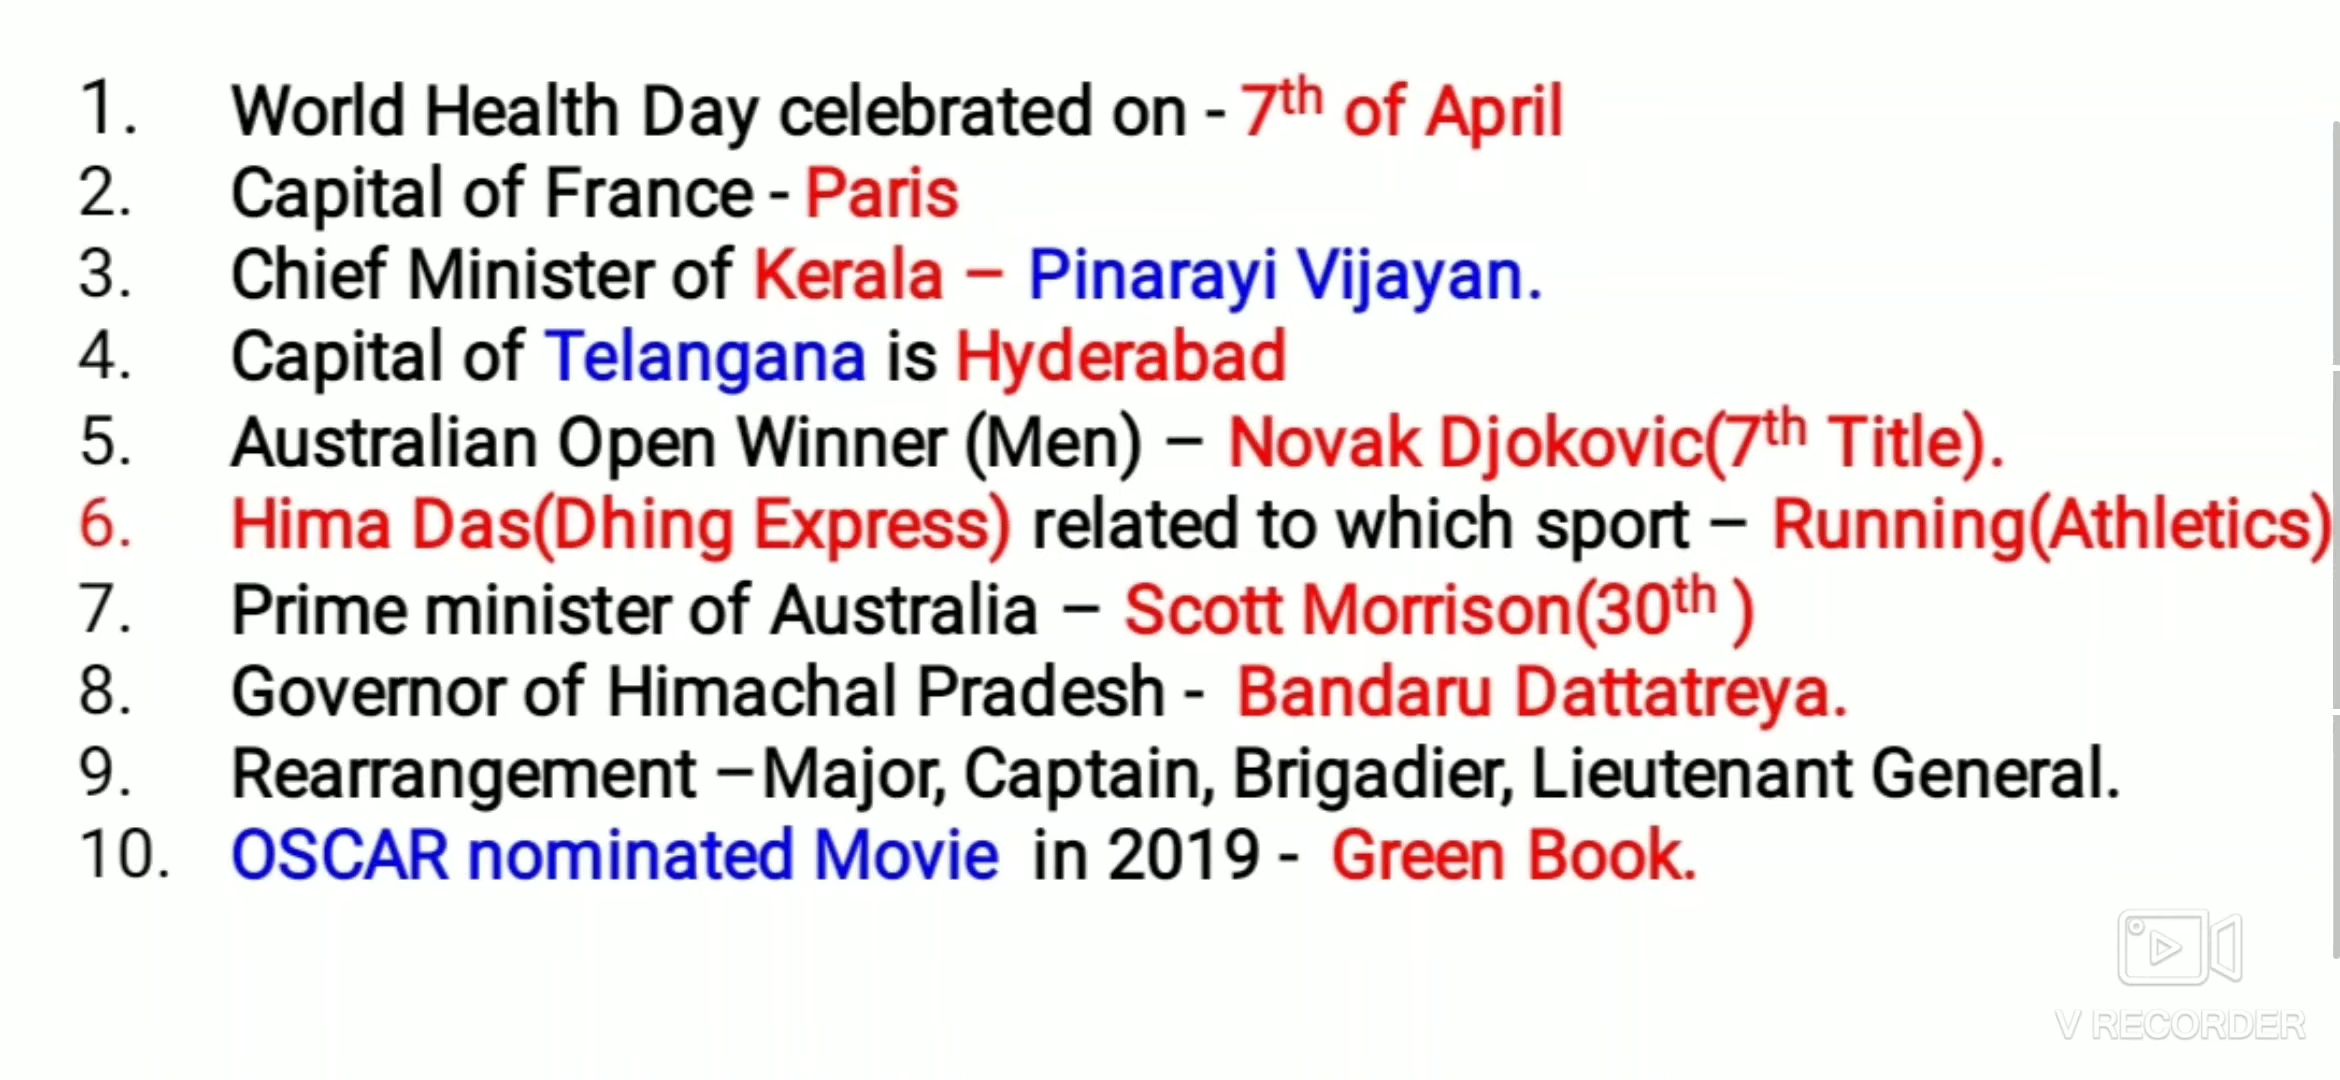 1. World Health Day celebrated on - 7th of April
2. Capital of France - Paris
3. Chief Minister of Kerala – Pinarayi Vijayan.
4. Capital of Telangana is Hyderabad
5. Australian Open Winner (Men) – Novak Djokovic(7th Title).
6. Hima Das(Dhing Express) related to which sport – Running(Athletics)
7. Prime minister of Australia – Scott Morrison(30th )
8. Governor of Himachal Pradesh - Bandaru Dattatreya.
9. Rearrangement –Major, Captain, Brigadier, Lieutenant General.
10. OSCAR nominated Movie in 2019 - Green Book.
V RECORDER